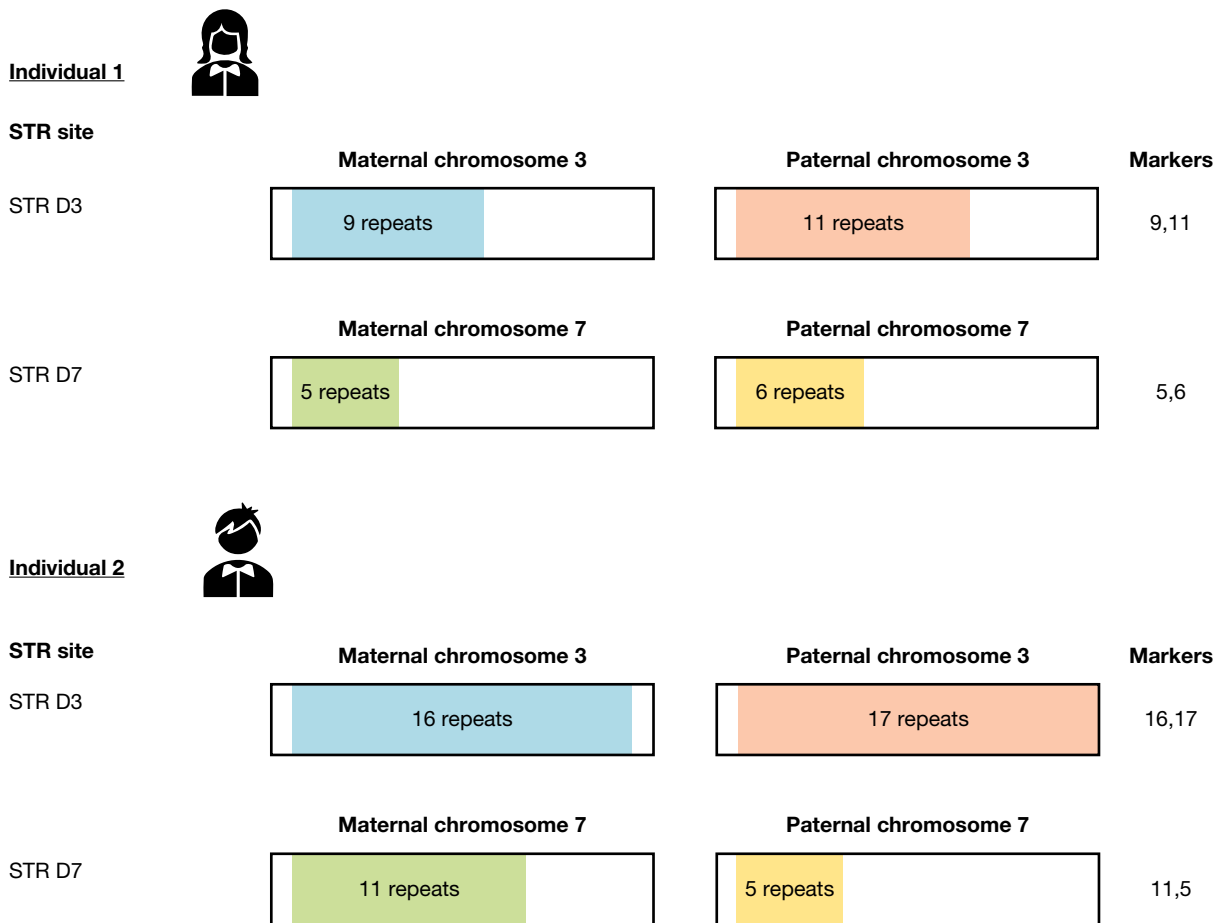 Individual 1
STR site
Maternal chromosome 3 Paternal chromosome 3 Markers
STR D3 9 repeats 11 repeats 9,11
Maternal chromosome 7 Paternal chromosome 7
STR D7 5 repeats 6 repeats 5,6
Individual 2
STR site Maternal chromosome 3 Paternal chromosome 3 Markers
STR D3 16 repeats 17 repeats 16,17
Maternal chromosome 7 Paternal chromosome 7
STR D7 11 repeats 5 repeats 11,5